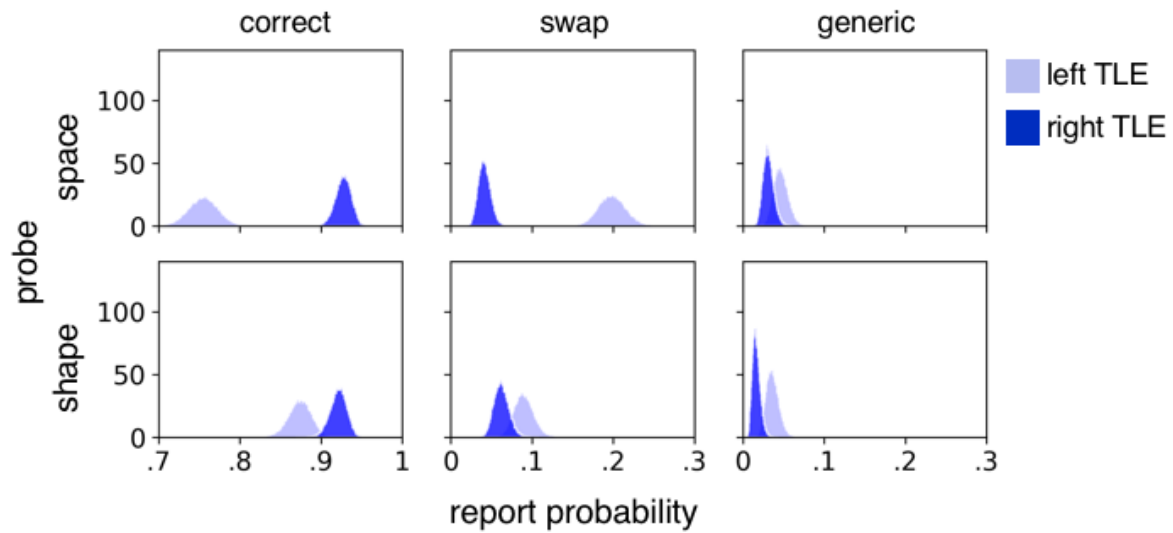 correct swap generic
left TLE
right TLE
100
50
0
space
probe
100
50
0
shape
.7 .8 .9 1 0 .1 .2 .3 0 .1 .2 .3
report probability